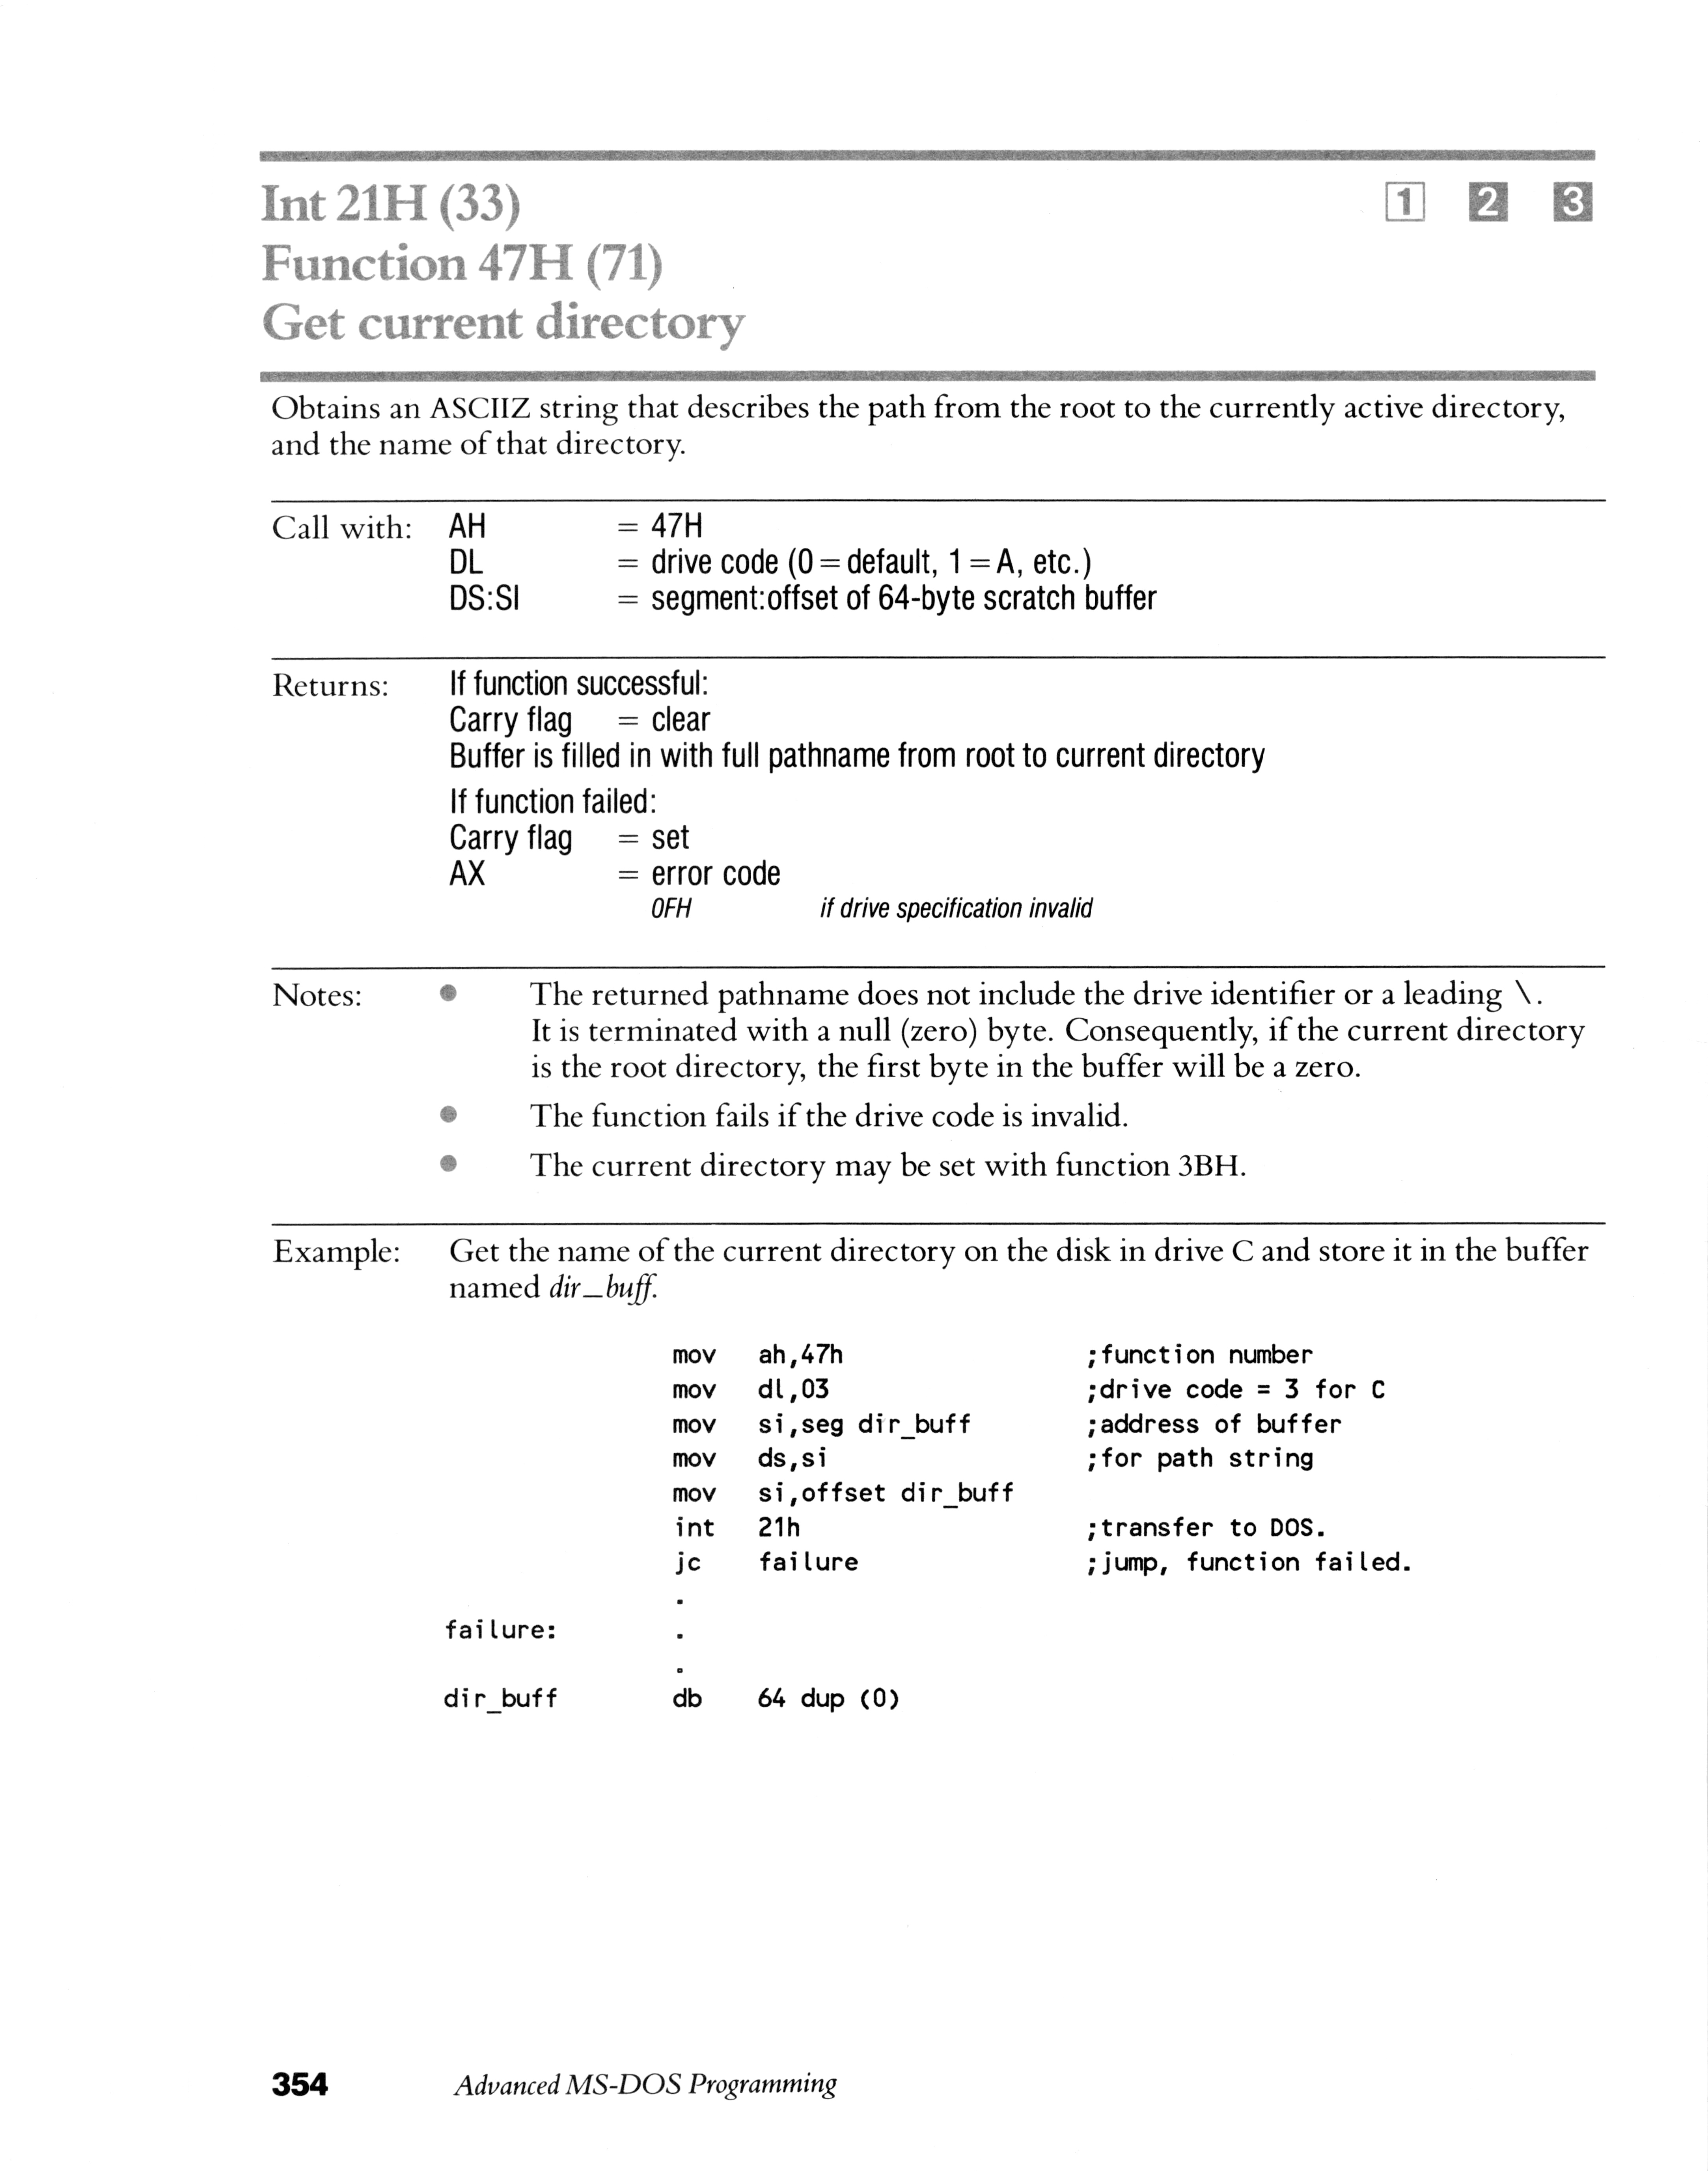 Int 21H (33) 1 2 3
Function 47H (71)
Get current directory
Obtains an ASCIIZ string that describes the path from the root to the currently active directory,
and the name of that directory.
Call with: AH = 47H
DL = drive code (0 = default, 1 = A, etc.)
DS:SI = segment:offset of 64-byte scratch buffer
Returns: If function successful:
Carry flag = clear
Buffer is filled in with full pathname from root to current directory
If function failed:
Carry flag = set
AX = error code
0FH if drive specification invalid
Notes: ● The returned pathname does not include the drive identifier or a leading \.
It is terminated with a null (zero) byte. Consequently, if the current directory
is the root directory, the first byte in the buffer will be a zero.
● The function fails if the drive code is invalid.
● The current directory may be set with function 3BH.
Example: Get the name of the current directory on the disk in drive C and store it in the buffer
named dir_buff.
mov ah,47h ;function number
mov dl,03 ;drive code = 3 for C
mov si,seg dir_buff ;address of buffer
mov ds,si ;for path string
mov si,offset dir_buff
int 21h ;transfer to DOS.
jc failure ;jump, function failed.
.
failure: .
.
dir_buff db 64 dup (0)
354 Advanced MS-DOS Programming